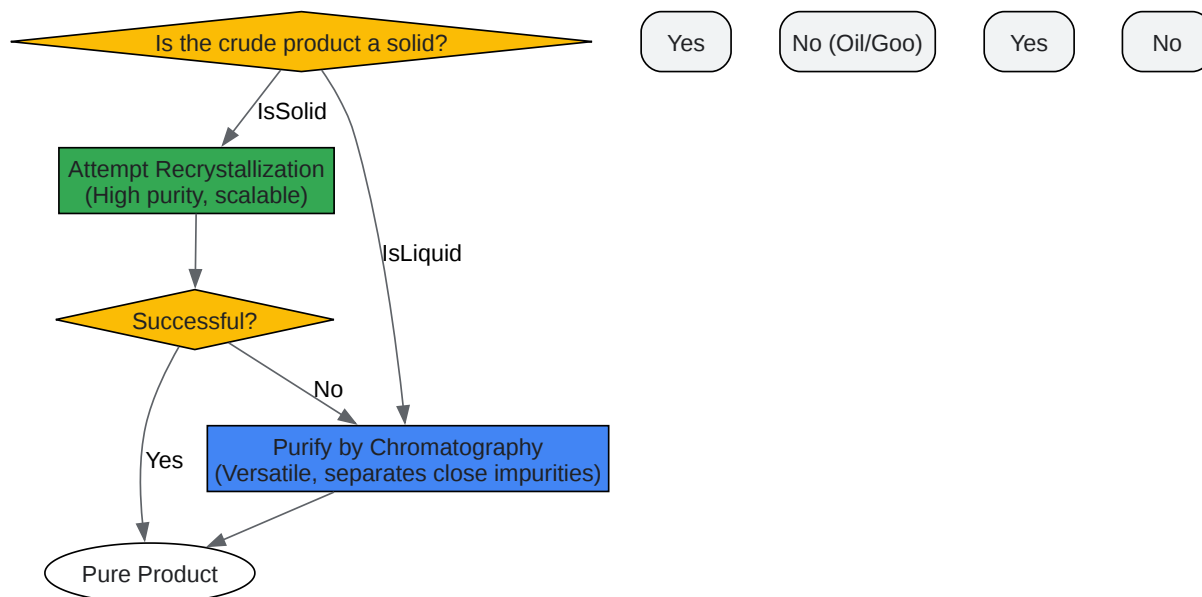 Is the crude product a solid?
Yes
No (Oil/Goo)
Yes
No
IsSolid
Attempt Recrystallization
(High purity, scalable)
IsLiquid
Successful?
No
Yes
Purify by Chromatography
(Versatile, separates close impurities)
Pure Product